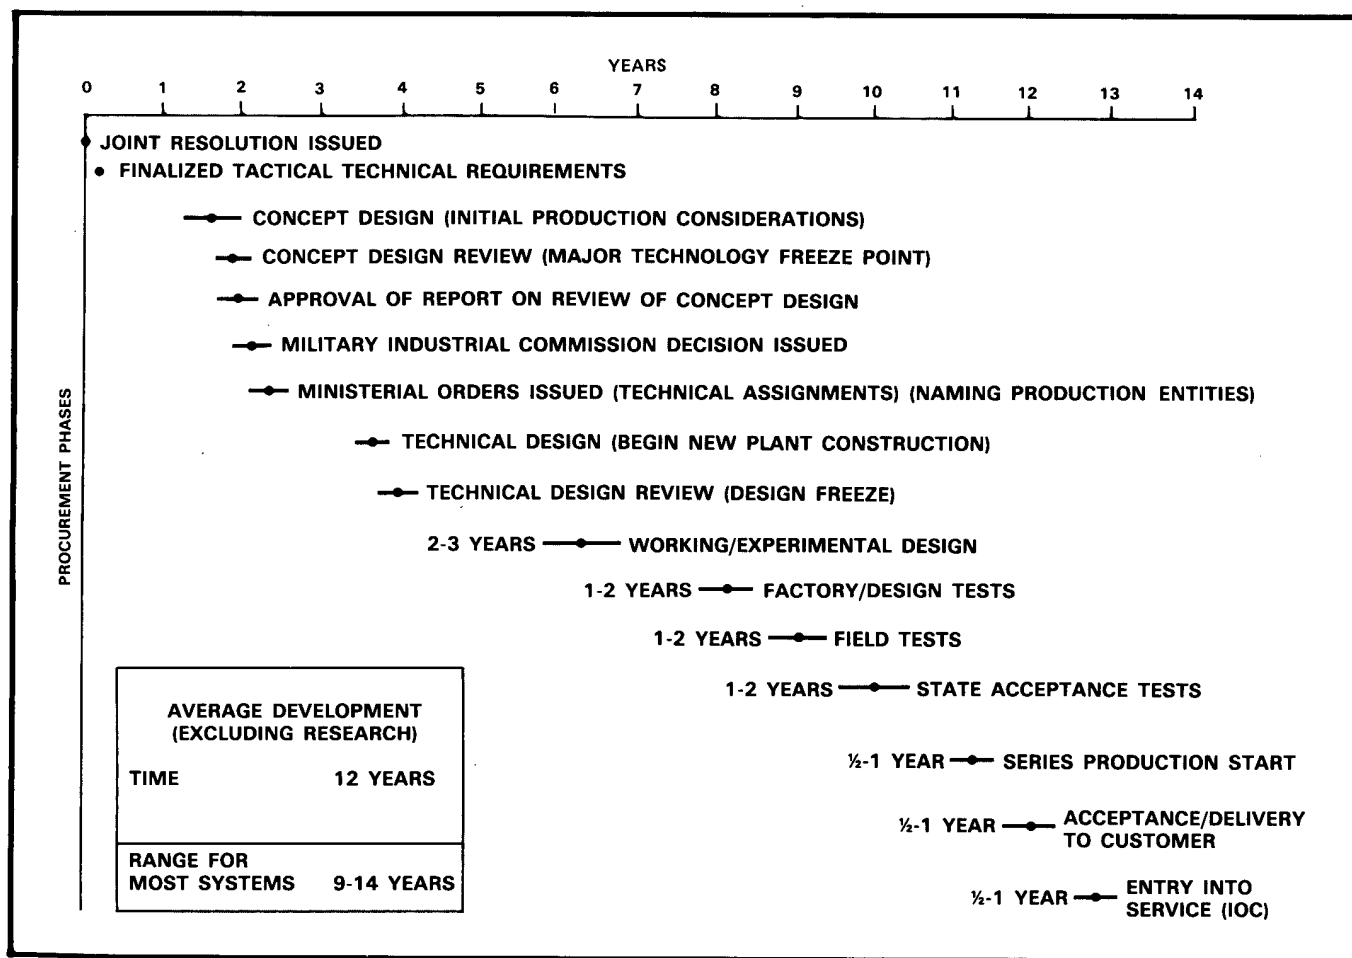 YEARS
0 1 2 3 4 5 6 7 8 9 10 11 12 13 14
JOINT RESOLUTION ISSUED
FINALIZED TACTICAL TECHNICAL REQUIREMENTS
CONCEPT DESIGN (INITIAL PRODUCTION CONSIDERATIONS)
CONCEPT DESIGN REVIEW (MAJOR TECHNOLOGY FREEZE POINT)
APPROVAL OF REPORT ON REVIEW OF CONCEPT DESIGN
MILITARY INDUSTRIAL COMMISSION DECISION ISSUED
MINISTERIAL ORDERS ISSUED (TECHNICAL ASSIGNMENTS) (NAMING PRODUCTION ENTITIES)
TECHNICAL DESIGN (BEGIN NEW PLANT CONSTRUCTION)
TECHNICAL DESIGN REVIEW (DESIGN FREEZE)
2-3 YEARS WORKING/EXPERIMENTAL DESIGN
1-2 YEARS FACTORY/DESIGN TESTS
1-2 YEARS FIELD TESTS
1-2 YEARS STATE ACCEPTANCE TESTS
½-1 YEAR SERIES PRODUCTION START
½-1 YEAR ACCEPTANCE/DELIVERY
TO CUSTOMER
½-1 YEAR ENTRY INTO
SERVICE (IOC)
PROCUREMENT PHASES
AVERAGE DEVELOPMENT
(EXCLUDING RESEARCH)
TIME 12 YEARS
RANGE FOR
MOST SYSTEMS 9-14 YEARS